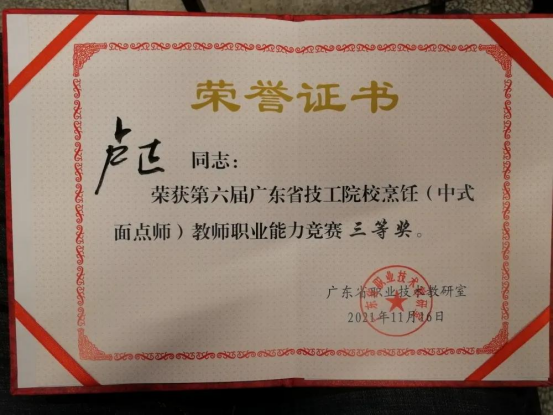 荣誉证书
卢 同志：
荣获第六届广东省技工院校烹饪（中式
面点师）教师职业能力竞赛 三等奖。
广东省职业技术教研室
2021年11月16日